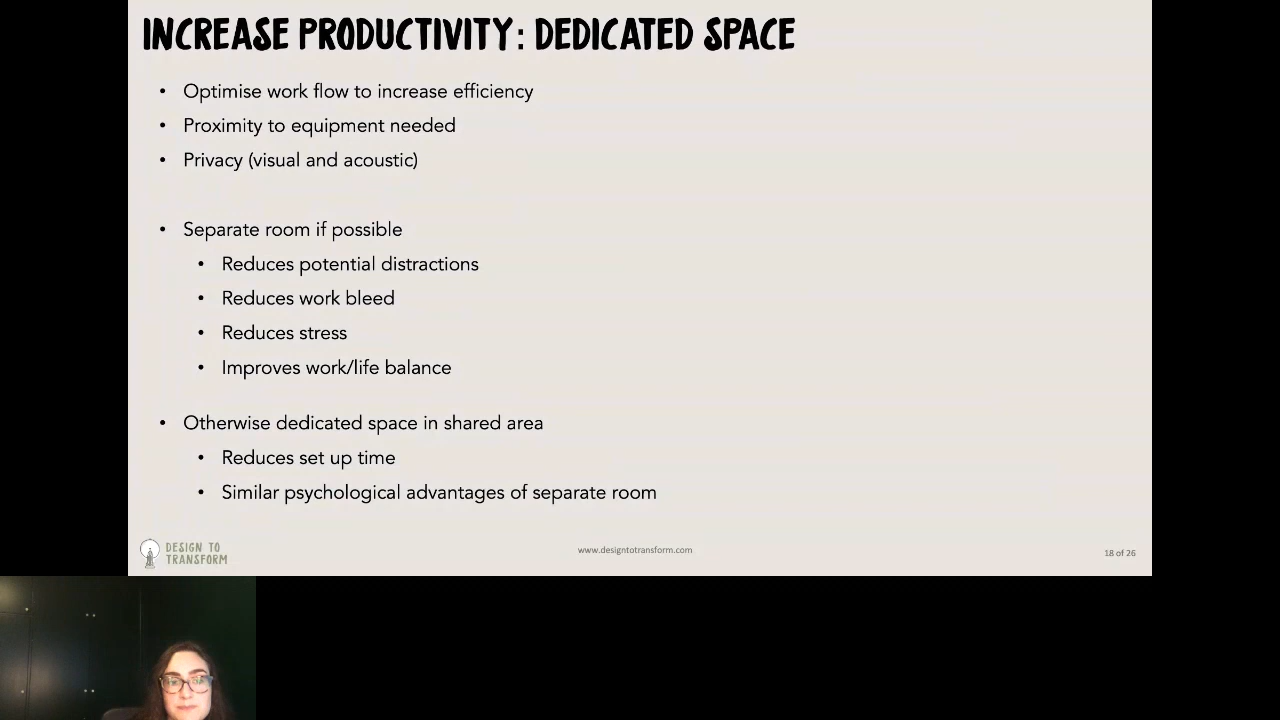 INCREASE PRODUCTIVITY: DEDICATED SPACE
• Optimise work flow to increase efficiency
• Proximity to equipment needed
• Privacy (visual and acoustic)
• Separate room if possible
• Reduces potential distractions
• Reduces work bleed
• Reduces stress
• Improves work/life balance
• Otherwise dedicated space in shared area
• Reduces set up time
• Similar psychological advantages of separate room
DESIGN TO
TRANSFORM
www.designtotransform.com
18 of 26